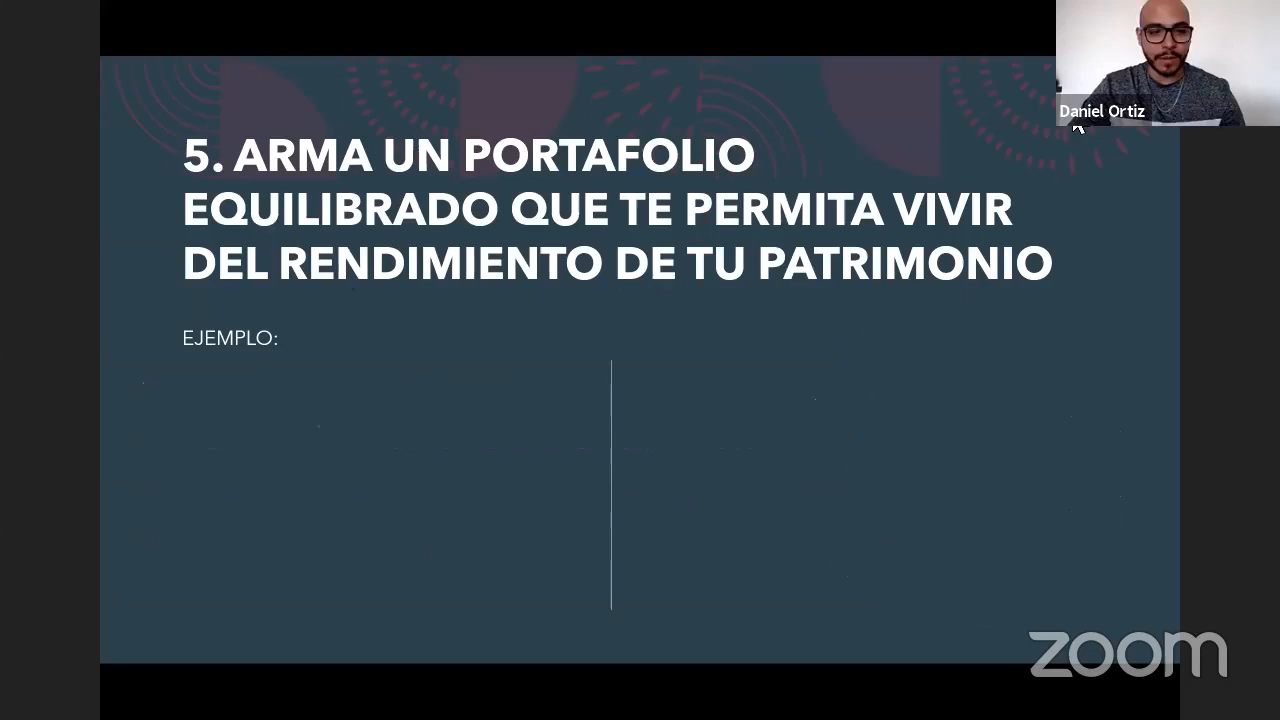 Daniel Ortiz
5. ARMA UN PORTAFOLIO
EQUILIBRADO QUE TE PERMITA VIVIR
DEL RENDIMIENTO DE TU PATRIMONIO
EJEMPLO:
zoom